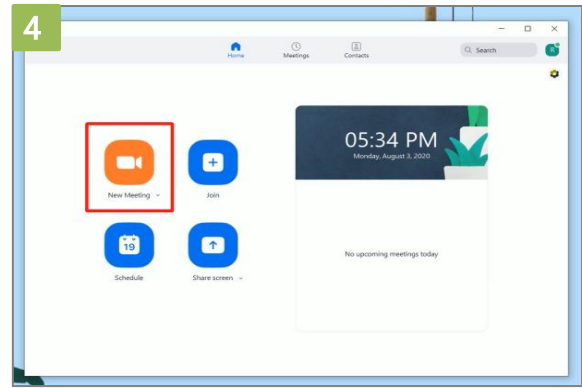 4
Home
Meetings
Contacts
Search
R
05:34 PM
Monday, August 3, 2020
New Meeting
Join
19
Schedule
Share screen
No upcoming meetings today